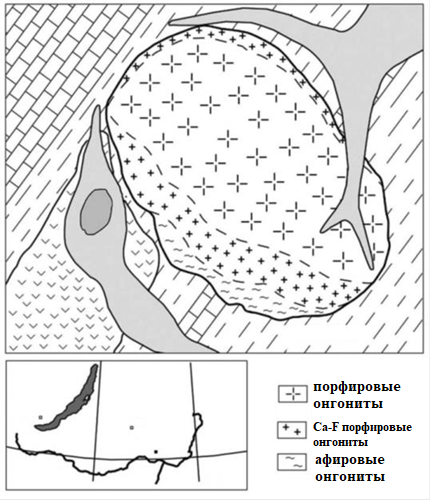 порфировые
онгониты
Ca-F порфировые
онгониты
афировые
онгониты